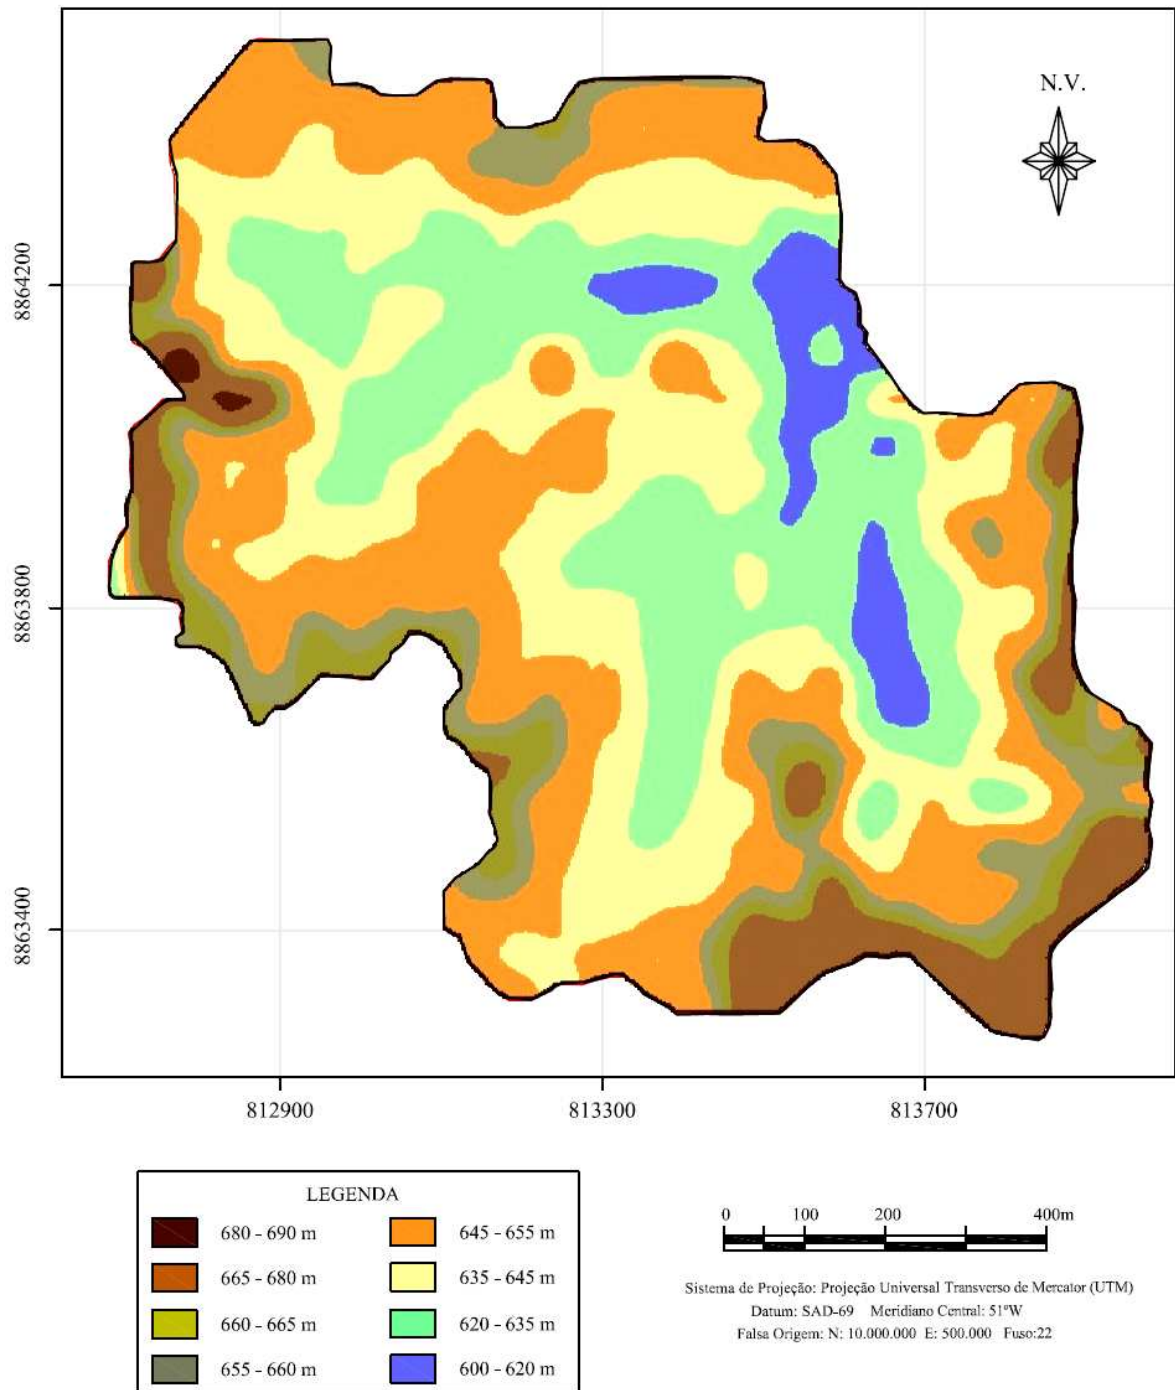 N.V.
8864200
8863800
8863400
812900
813300
813700
LEGENDA
680 - 690 m
645 - 655 m
665 - 680 m
635 - 645 m
660 - 665 m
620 - 635 m
655 - 660 m
600 - 620 m
0 100 200 400m
Sistema de Projeção: Projeção Universal Transverso de Mercator (UTM)
Datum: SAD-69 Meridiano Central: 51ºW
Falsa Origem: N: 10.000.000 E: 500.000 Fuso:22